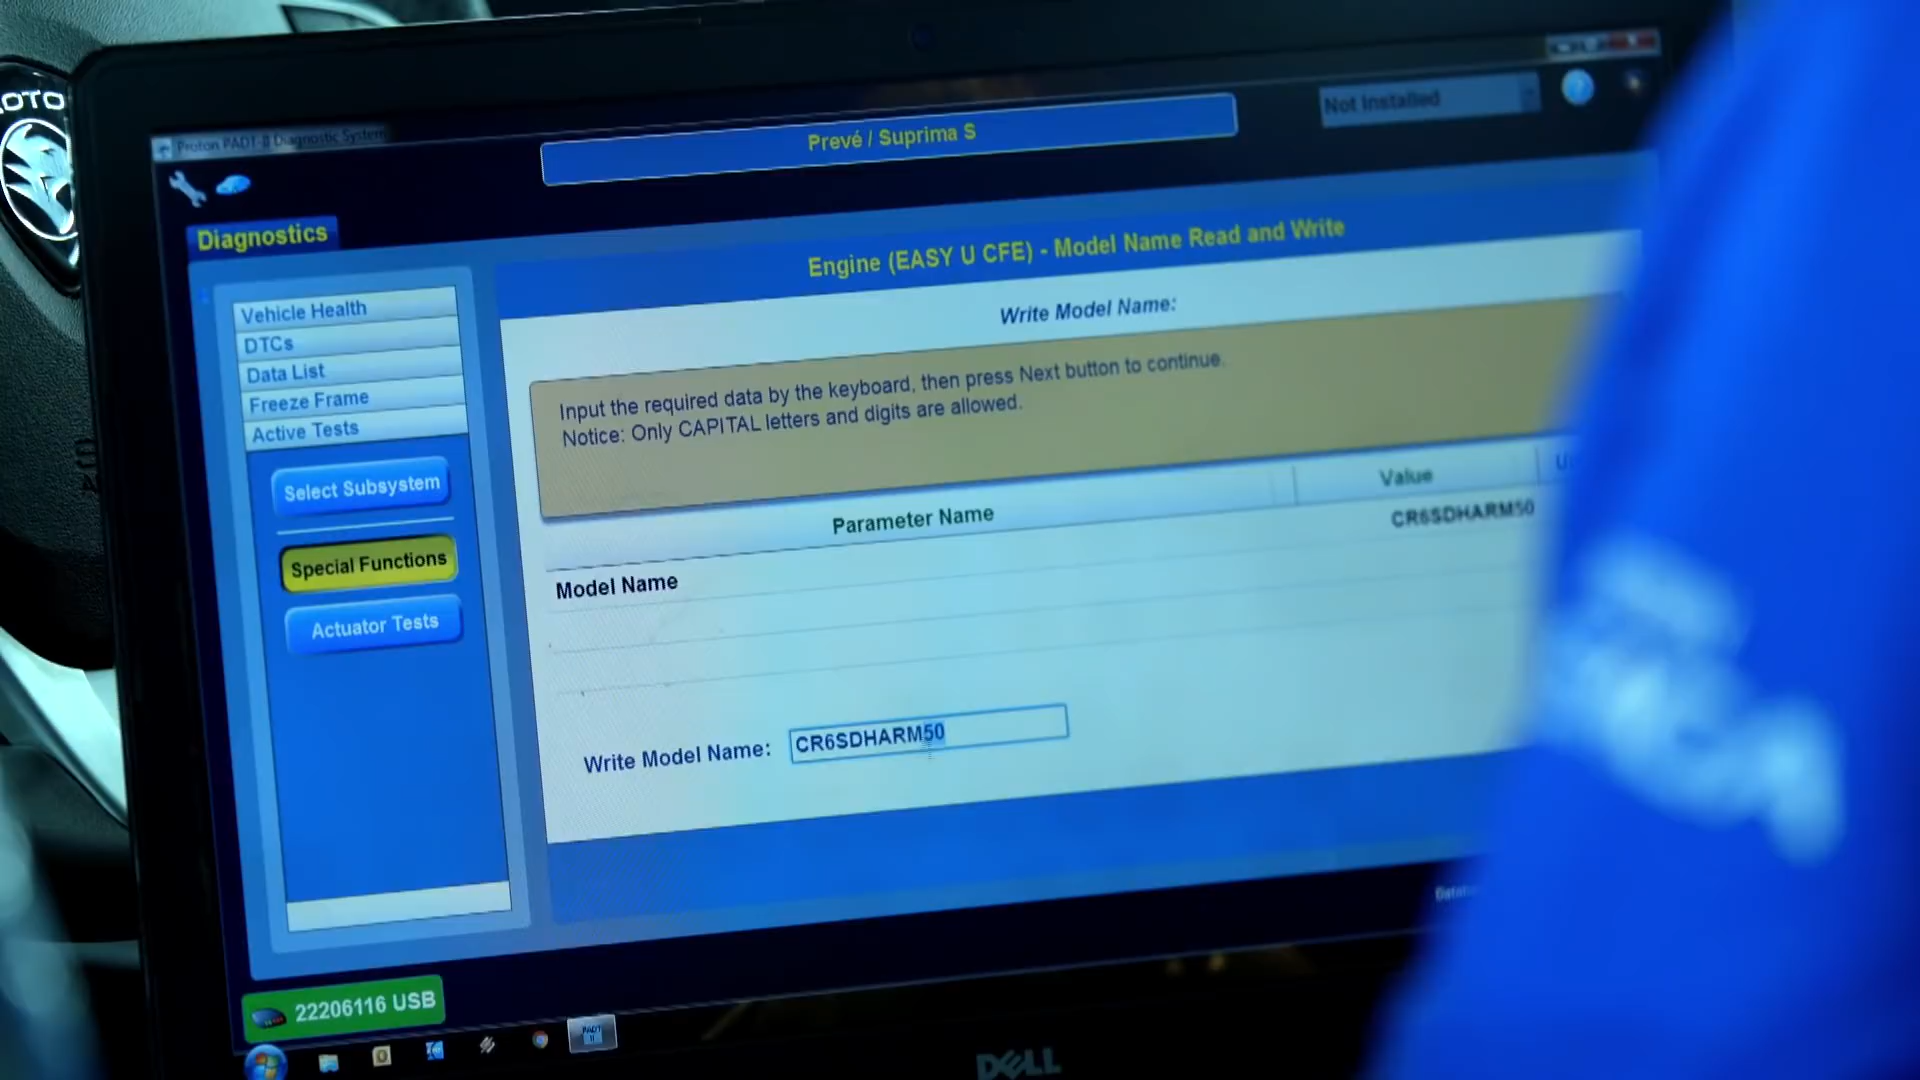 OTO
Proton PADT-II Diagnostic System
Prevé / Suprima S
Not Installed
Diagnostics
Engine (EASY U CFE) - Model Name Read and Write
Vehicle Health
DTCs
Data List
Freeze Frame
Active Tests
Select Subsystem
Special Functions
Actuator Tests
Write Model Name:
Input the required data by the keyboard, then press Next button to continue.
Notice: Only CAPITAL letters and digits are allowed.
Parameter Name
Value
Model Name
CR6SDHARM50
Write Model Name:
CR6SDHARM50
22206116 USB
PADT
II
DELL